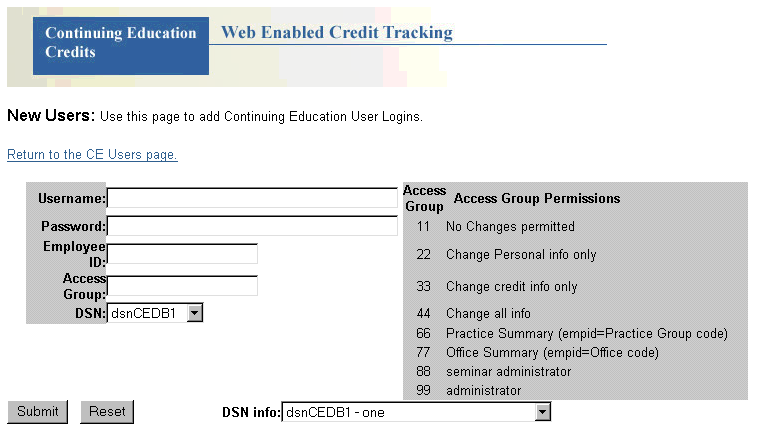 Continuing Education
Credits
Web Enabled Credit Tracking
New Users: Use this page to add Continuing Education User Logins.
Return to the CE Users page.
Username:
Password:
Employee
ID:
Access
Group:
DSN: dsnCEDB1
Access
Group
Access Group Permissions
11 No Changes permitted
22 Change Personal info only
33 Change credit info only
44 Change all info
66 Practice Summary (empid=Practice Group code)
77 Office Summary (empid=Office code)
88 seminar administrator
99 administrator
Submit Reset DSN info: dsnCEDB1 - one